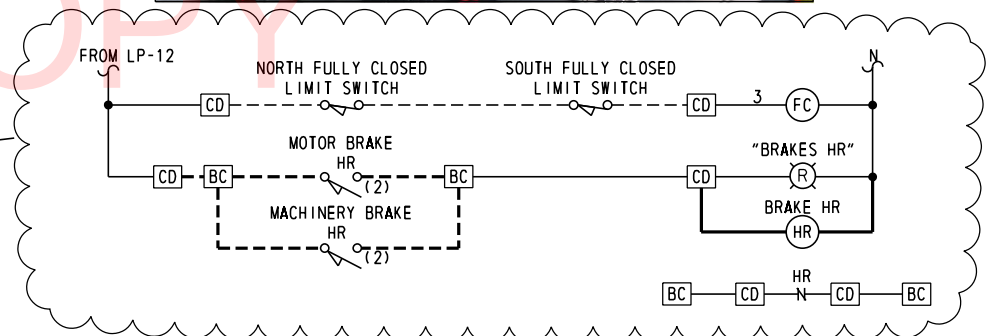 COPY
FROM LP-12
N
NORTH FULLY CLOSED
LIMIT SWITCH
SOUTH FULLY CLOSED
LIMIT SWITCH
CD
CD
3
FC
MOTOR BRAKE
HR
(2)
"BRAKES HR"
CD
BC
BC
CD
R
MACHINERY BRAKE
HR
(2)
BRAKE HR
HR
HR
BC
CD
N
CD
BC